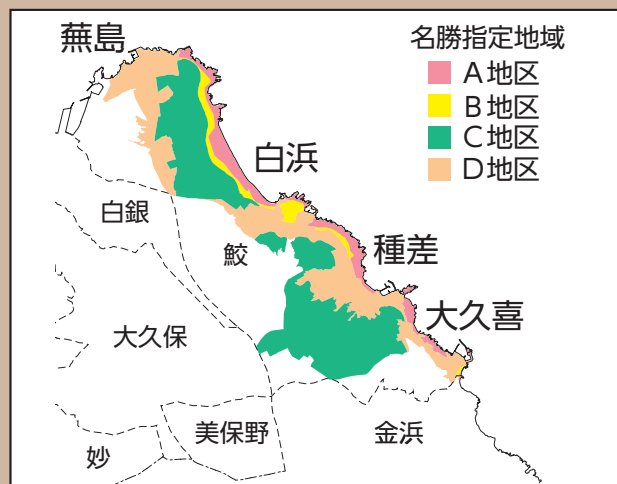 蕪島
名勝指定地域
A地区
B地区
C地区
D地区
白浜
白銀
鮫
種差
大久喜
大久保
美保野
金浜
妙